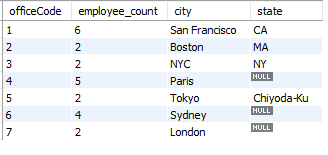 officeCode employee_count city state
1 6 San Francisco CA
2 2 Boston MA
3 2 NYC NY
4 5 Paris NULL
5 2 Tokyo Chiyoda-Ku
6 4 Sydney NULL
7 2 London NULL